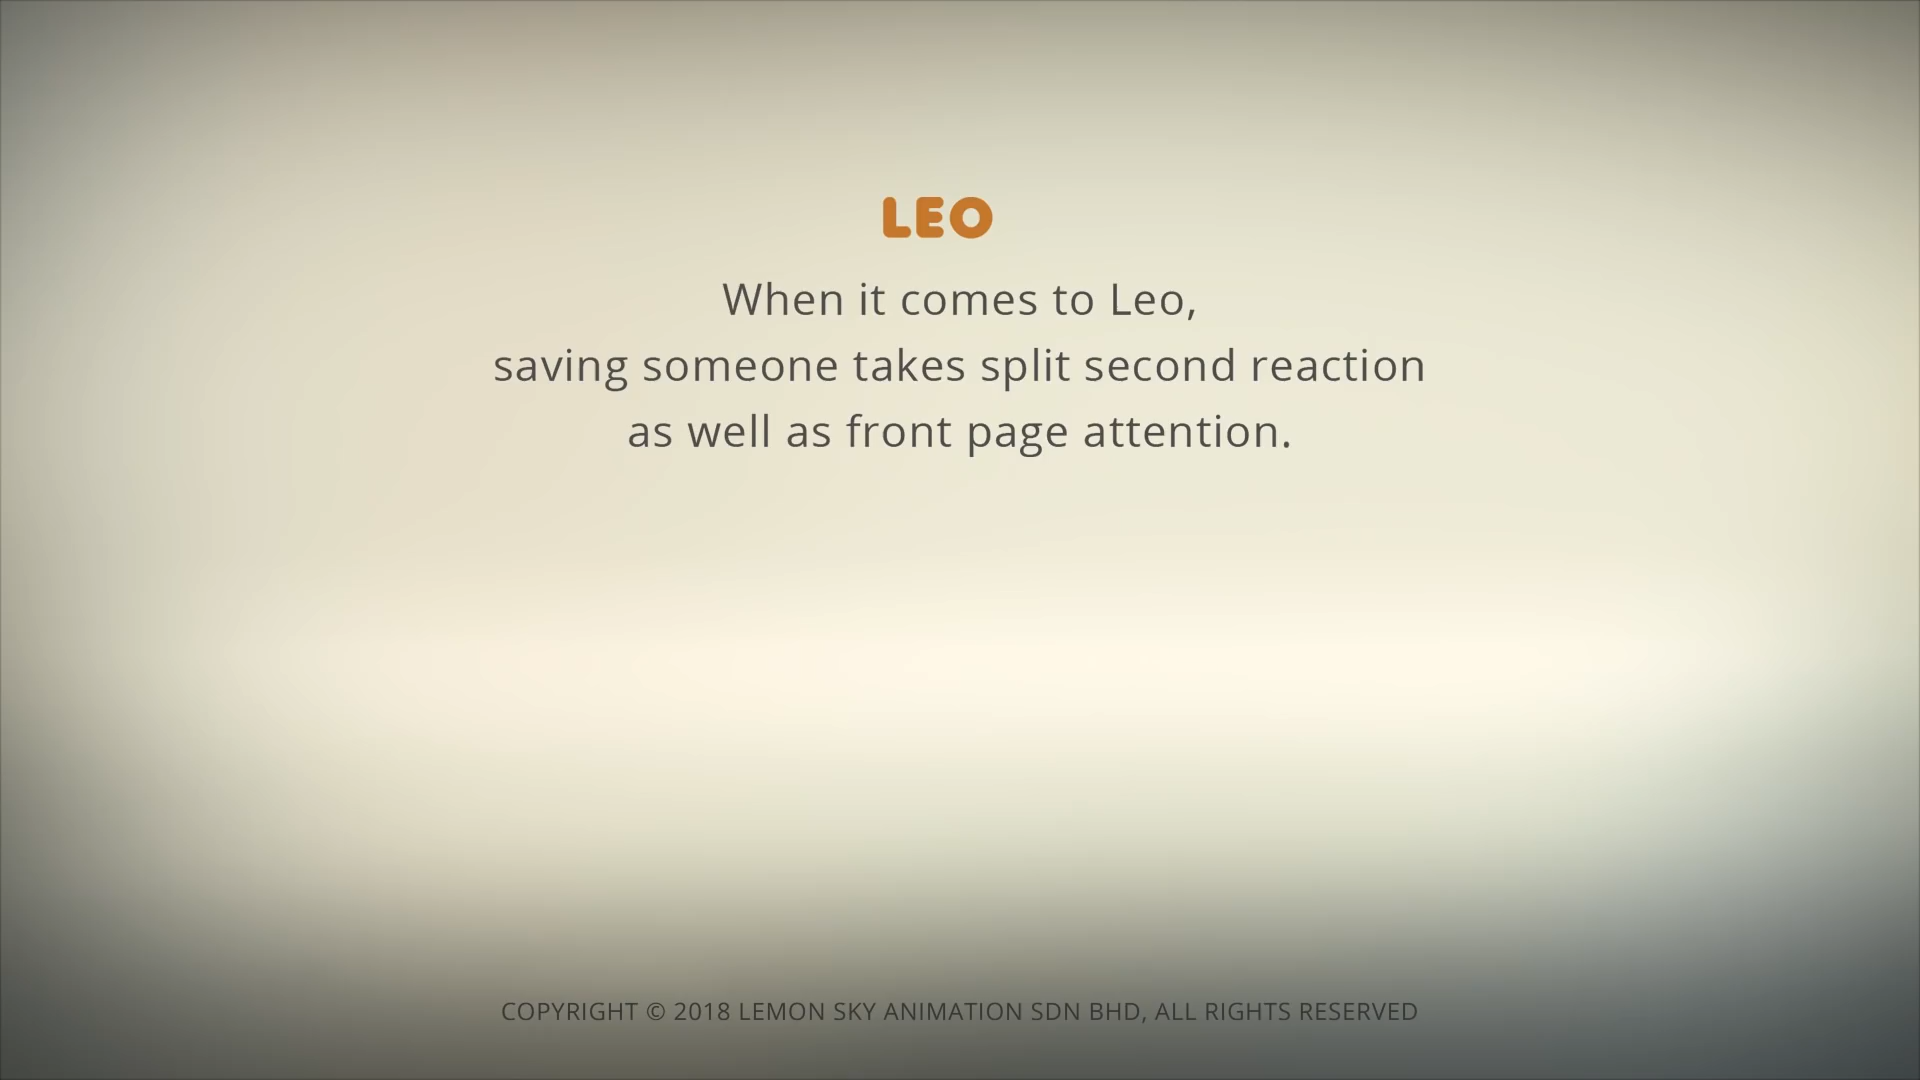 LEO
When it comes to Leo,
saving someone takes split second reaction
as well as front page attention.
COPYRIGHT © 2018 LEMON SKY ANIMATION SDN BHD, ALL RIGHTS RESERVED